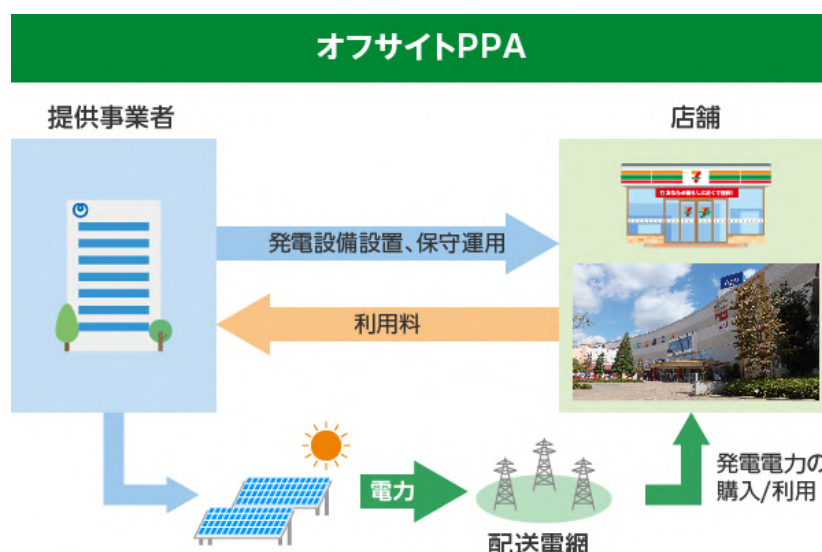 オフサイトPPA
提供事業者
店舗
発電設備設置、保守運用
利用料
電力
配送電網
発電電力の
購入/利用